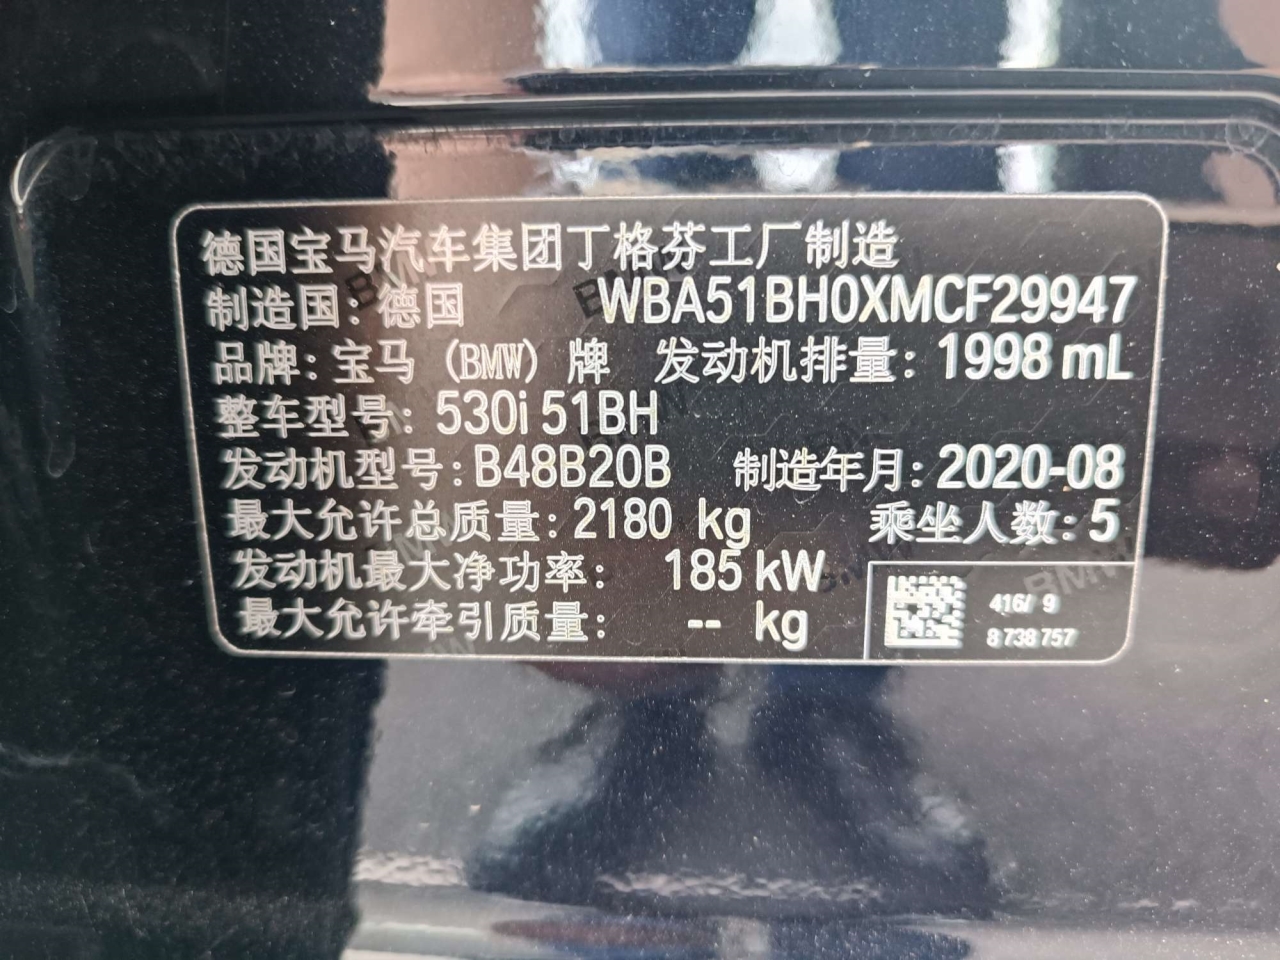 德国宝马汽车集团丁格芬工厂制造
制造国：德国 WBA51BH0XMCF29947
品牌：宝马（BMW）牌 发动机排量：1998 mL
整车型号：530i 51BH
发动机型号：B48B20B 制造年月：2020-08
最大允许总质量：2180 kg 乘坐人数：5
发动机最大净功率： 185 kW
最大允许牵引质量： -- kg
416/ 9
8 738 757